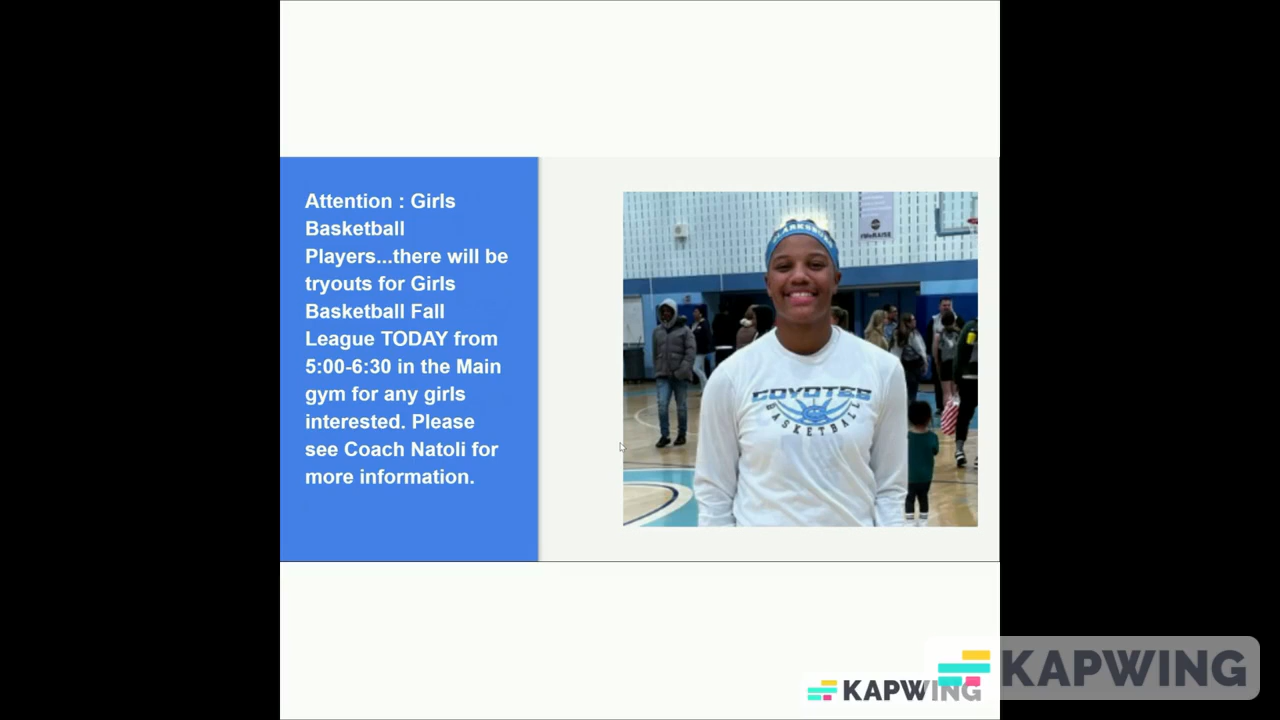 Attention : Girls
Basketball
Players...there will be
tryouts for Girls
Basketball Fall
League TODAY from
5:00-6:30 in the Main
gym for any girls
interested. Please
see Coach Natoli for
more information.
CLARKSBURG
COYOTES
BASKETBALL
KAPWING
KAPWING